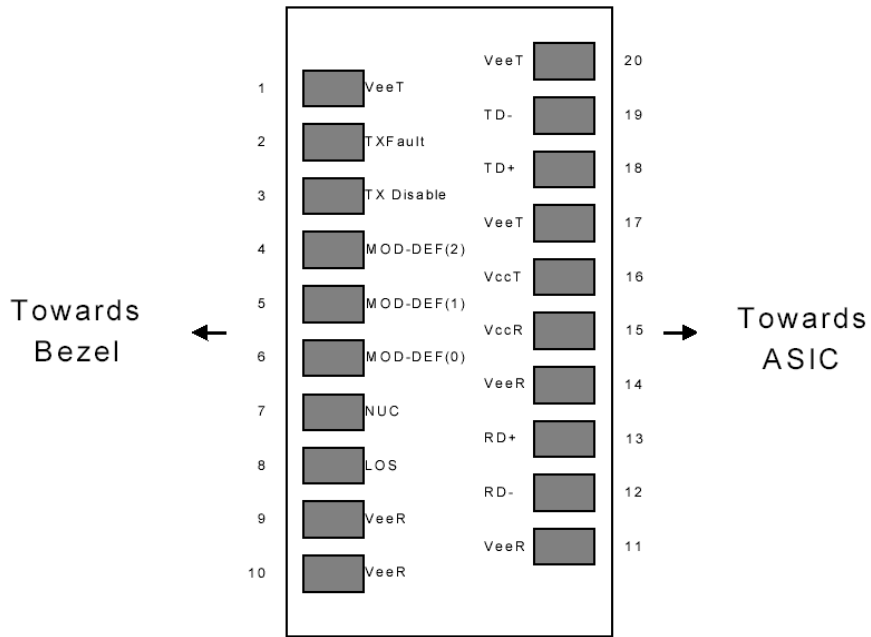 VeeT 20
1 VeeT
TD- 19
2 TXFault
TD+ 18
3 TX Disable
VeeT 17
4 MOD-DEF(2)
VccT 16
5 MOD-DEF(1)
Towards
Bezel
VccR 15
Towards
ASIC
6 MOD-DEF(0)
VeeR 14
7 NUC
RD+ 13
8 LOS
RD- 12
9 VeeR
VeeR 11
10 VeeR